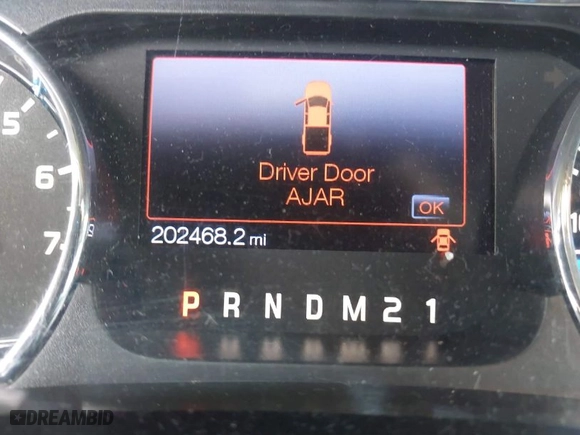 5
6
7
Driver Door
AJAR
OK
202468.2 mi
P R N D M 2 1
DREAMBID